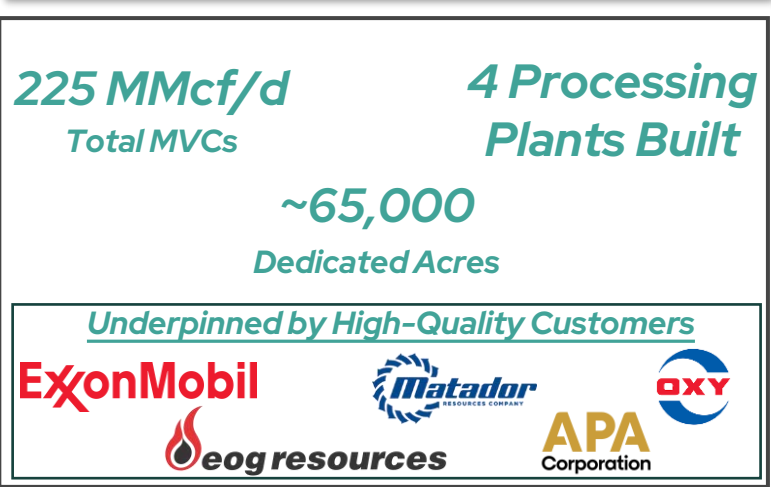 225 MMcf/d
Total MVCs
4 Processing
Plants Built
~65,000
Dedicated Acres
Underpinned by High-Quality Customers
ExxonMobil
Matador
RESOURCES COMPANY
OXY
eog resources
APA
Corporation